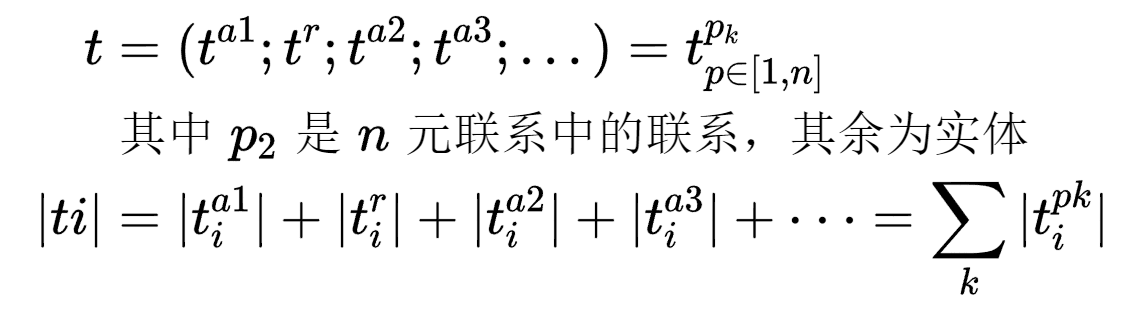 t = (t^{a1}; t^{r}; t^{a2}; t^{a3}; ...) = t^{p_k}_{p∈[1,n]}
其中 p_2 是 n 元联系中的联系，其余为实体
|ti| = |t_i^{a1}| + |t_i^{r}| + |t_i^{a2}| + |t_i^{a3}| + ⋯ = ∑_k |t_i^{pk}|